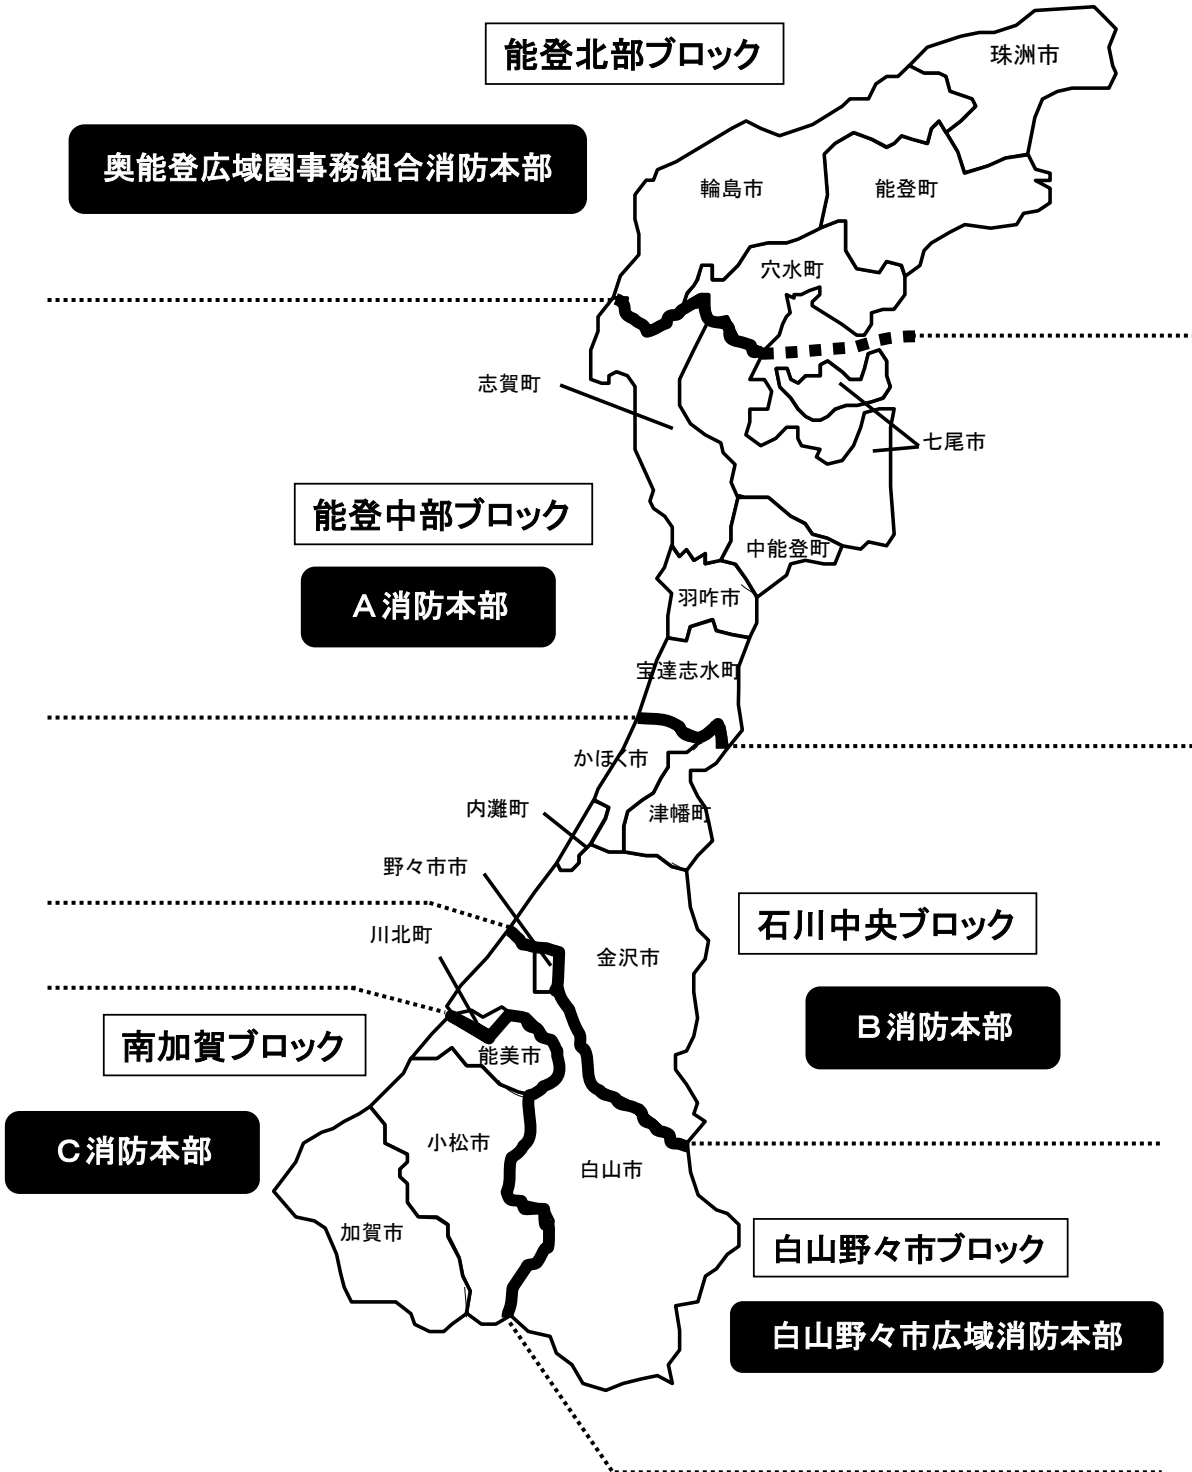 能登北部ブロック
珠洲市
奥能登広域圏事務組合消防本部
輪島市
能登町
穴水町
志賀町
七尾市
能登中部ブロック
中能登町
A消防本部
羽咋市
宝達志水町
かほく市
内灘町
津幡町
野々市市
石川中央ブロック
川北町
金沢市
B消防本部
南加賀ブロック
能美市
C消防本部
小松市
白山市
加賀市
白山野々市ブロック
白山野々市広域消防本部